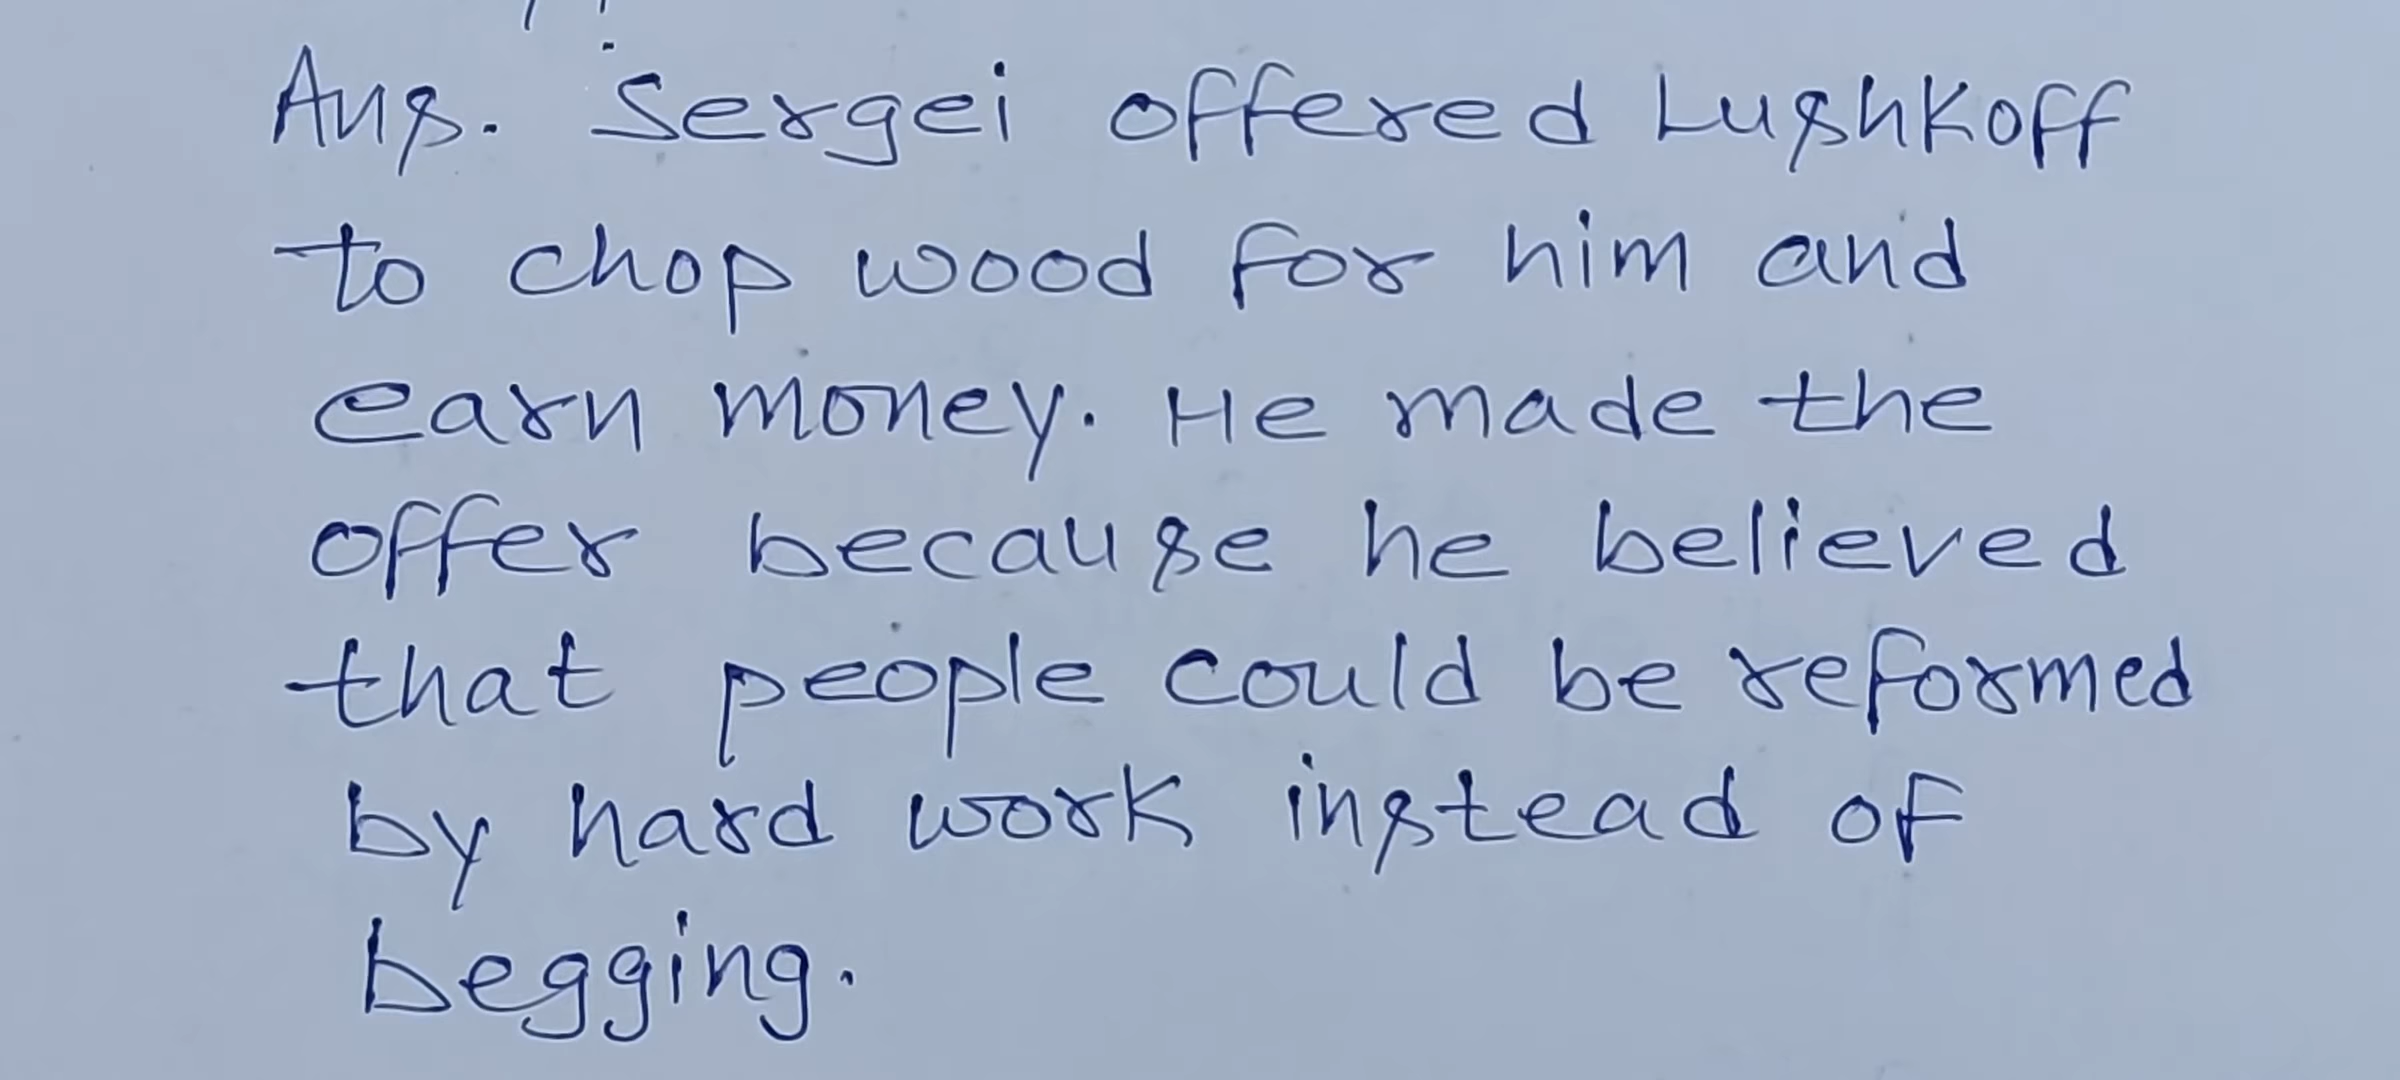 Ans. Sergei offered Lushkoff
to chop wood for him and
earn money. He made the
offer because he believed
that people could be reformed
by hard work instead of
begging.